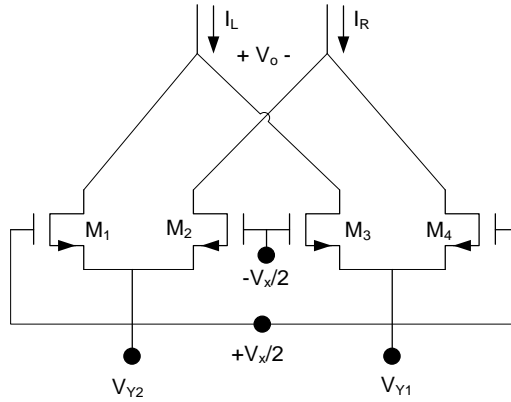 I_L
I_R
+ V_o -
M_1
M_2
M_3
M_4
-V_x/2
+V_x/2
V_Y2
V_Y1